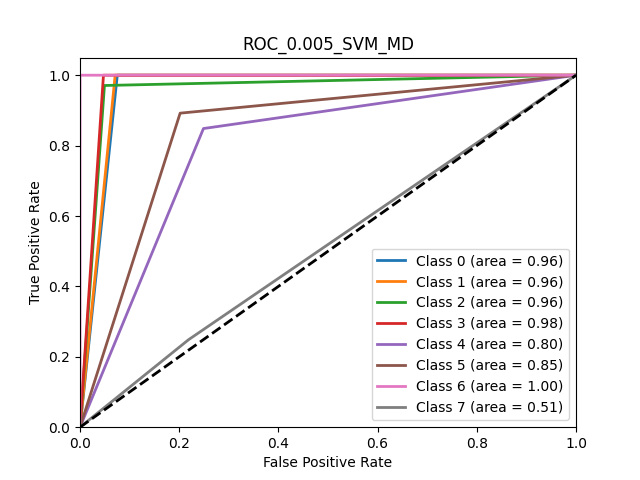 ROC_0.005_SVM_MD
True Positive Rate
1.0
0.8
0.6
0.4
0.2
0.0
Class 0 (area = 0.96)
Class 1 (area = 0.96)
Class 2 (area = 0.96)
Class 3 (area = 0.98)
Class 4 (area = 0.80)
Class 5 (area = 0.85)
Class 6 (area = 1.00)
Class 7 (area = 0.51)
0.0 0.2 0.4 0.6 0.8 1.0
False Positive Rate